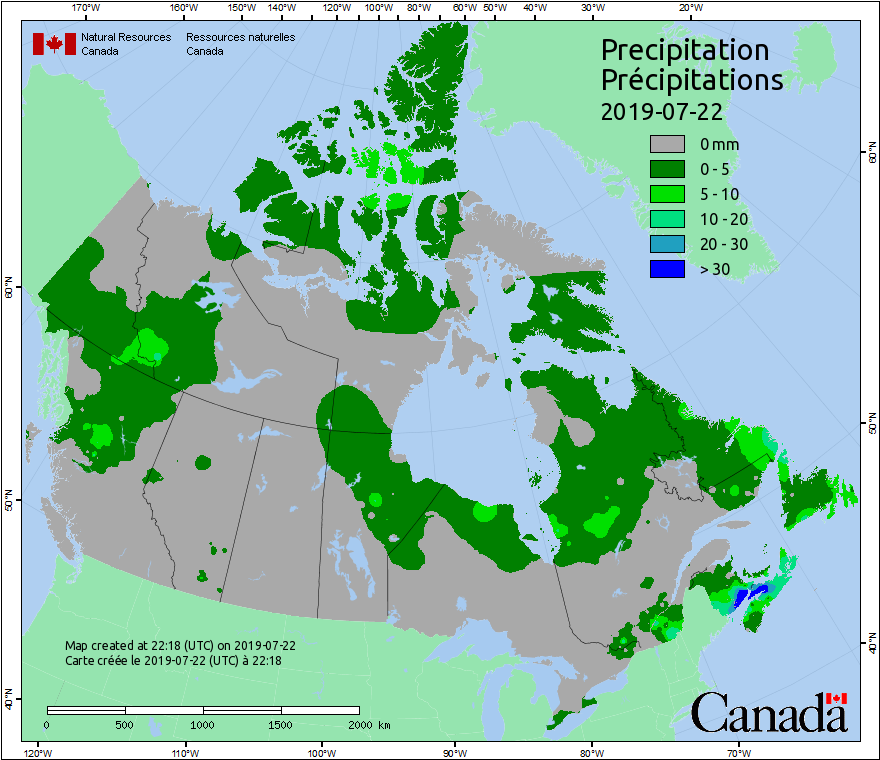 170°W 160°W 150°W 140°W 130°W 120°W 110°W 100°W 90°W 80°W 60°W 50°W 40°W 30°W 20°W
Natural Resources Ressources naturelles
Canada Canada
Precipitation
Précipitations
2019-07-22
0 mm
0 - 5
5 - 10
10 - 20
20 - 30
> 30
60°N
60°N
50°N
50°N
40°N
40°N
Map created at 22:18 (UTC) on 2019-07-22
Carte créée le 2019-07-22 (UTC) à 22:18
0 500 1000 1500 2000 km
Canada
120°W 110°W 100°W 90°W 80°W 70°W